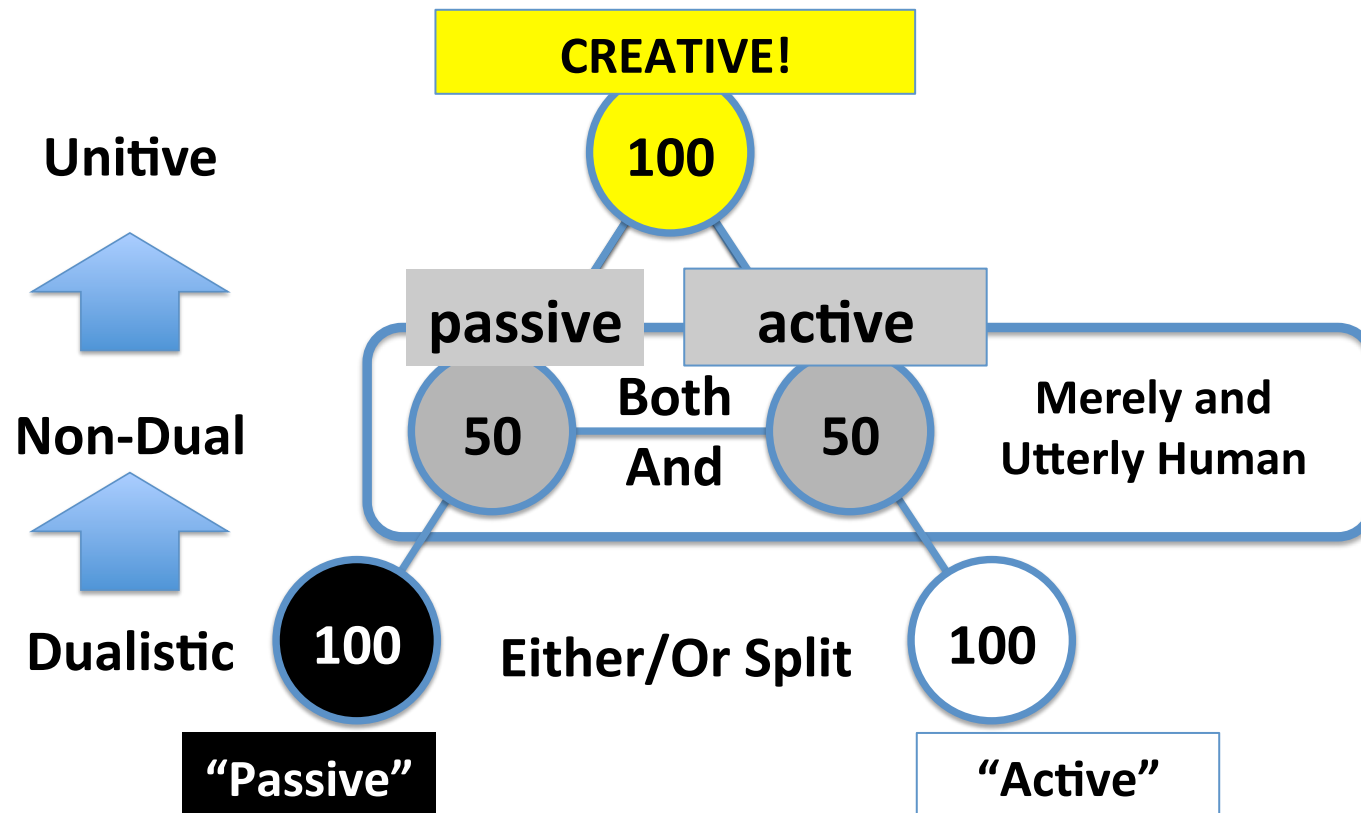 CREATIVE!
Unitive
100
passive
active
Both
And
50
50
Merely and
Utterly Human
Non-Dual
Dualistic
100
Either/Or Split
100
“Passive”
“Active”